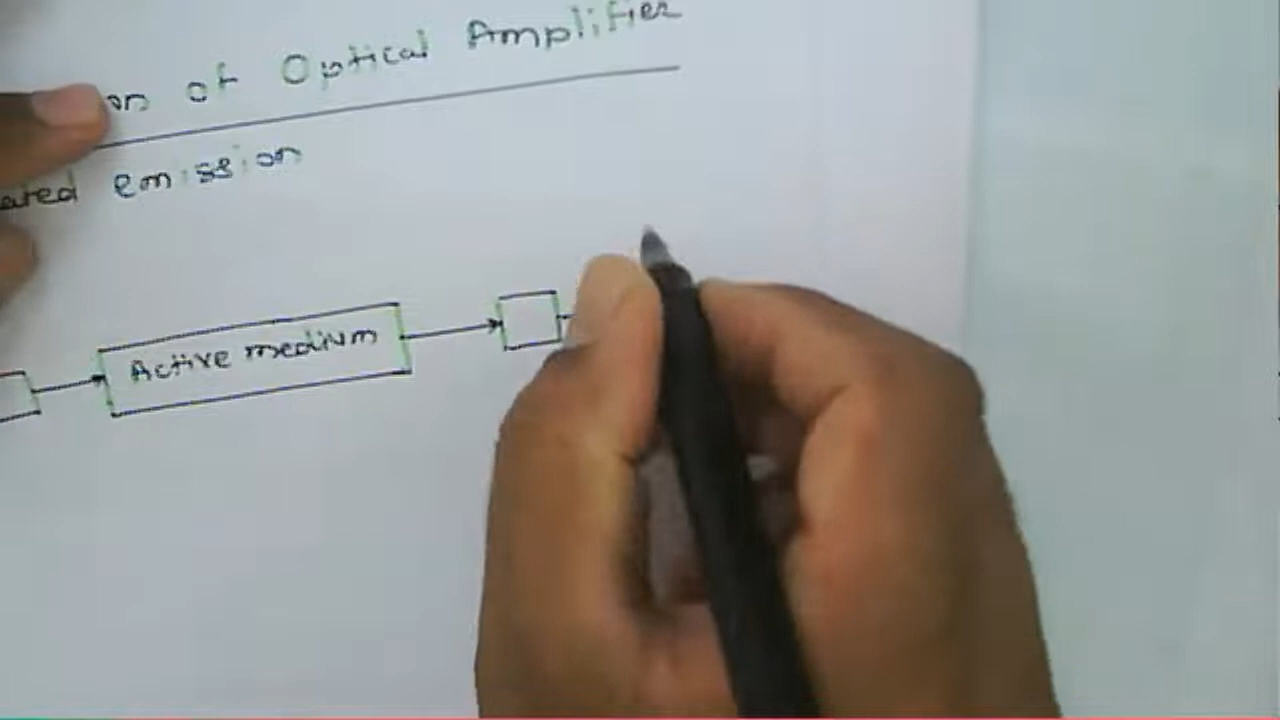 of Optical Amplifier
emission
Active medium